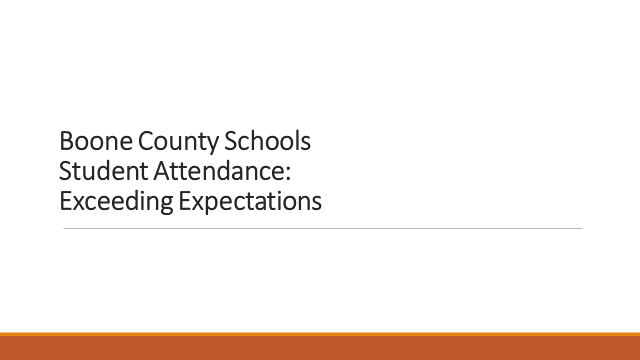 Boone County Schools
Student Attendance:
Exceeding Expectations